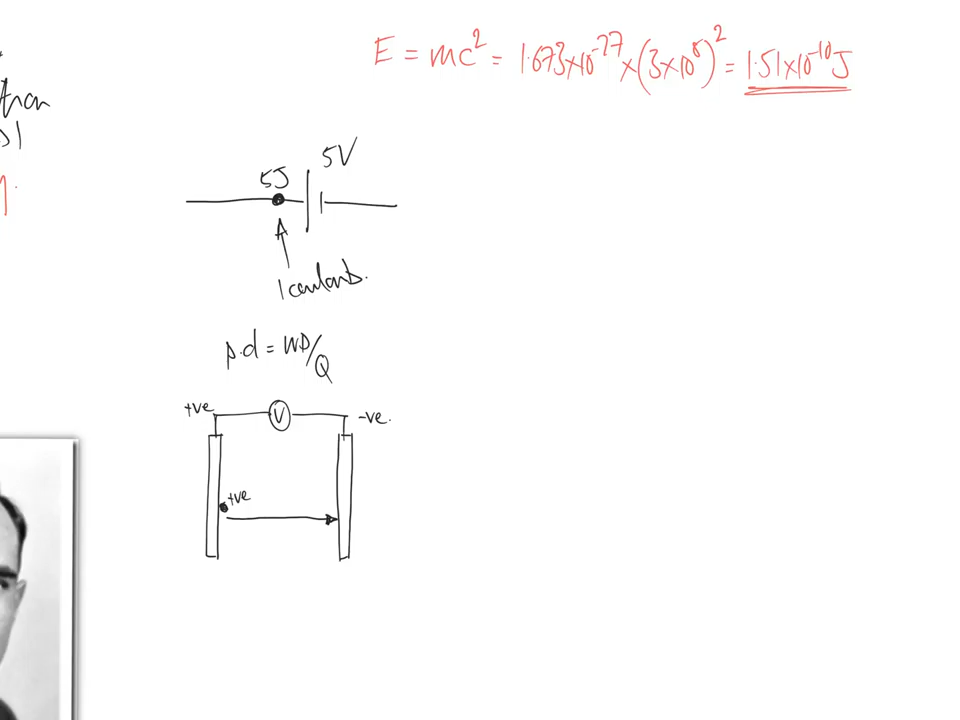 E = mc² = 1.673×10⁻²⁷ × (3×10⁸)² = 1.51×10⁻¹⁰J
5V
5J
1 coulomb.
p.d = WD/Q
+ve
V
-ve.
+ve